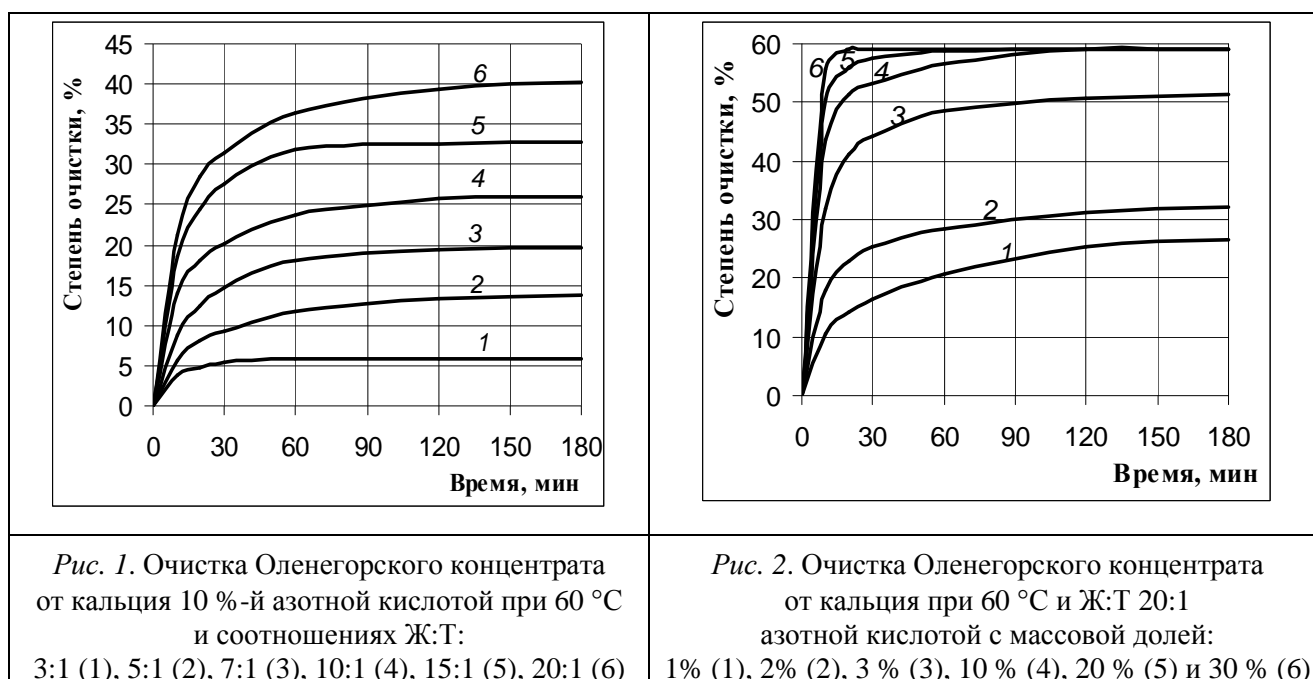 45
40
35
30
25
20
15
10
5
0
Степень очистки, %
6
5
4
3
2
1
0 30 60 90 120 150 180
Время, мин
60
50
40
30
20
10
0
Степень очистки, %
6 5 4
3
2
1
0 30 60 90 120 150 180
Время, мин
Рис. 1. Очистка Оленегорского концентрата
от кальция 10 %-й азотной кислотой при 60 °С
и соотношениях Ж:Т:
3:1 (1), 5:1 (2), 7:1 (3), 10:1 (4), 15:1 (5), 20:1 (6)
Рис. 2. Очистка Оленегорского концентрата
от кальция при 60 °С и Ж:Т 20:1
азотной кислотой с массовой долей:
1% (1), 2% (2), 3 % (3), 10 % (4), 20 % (5) и 30 % (6)